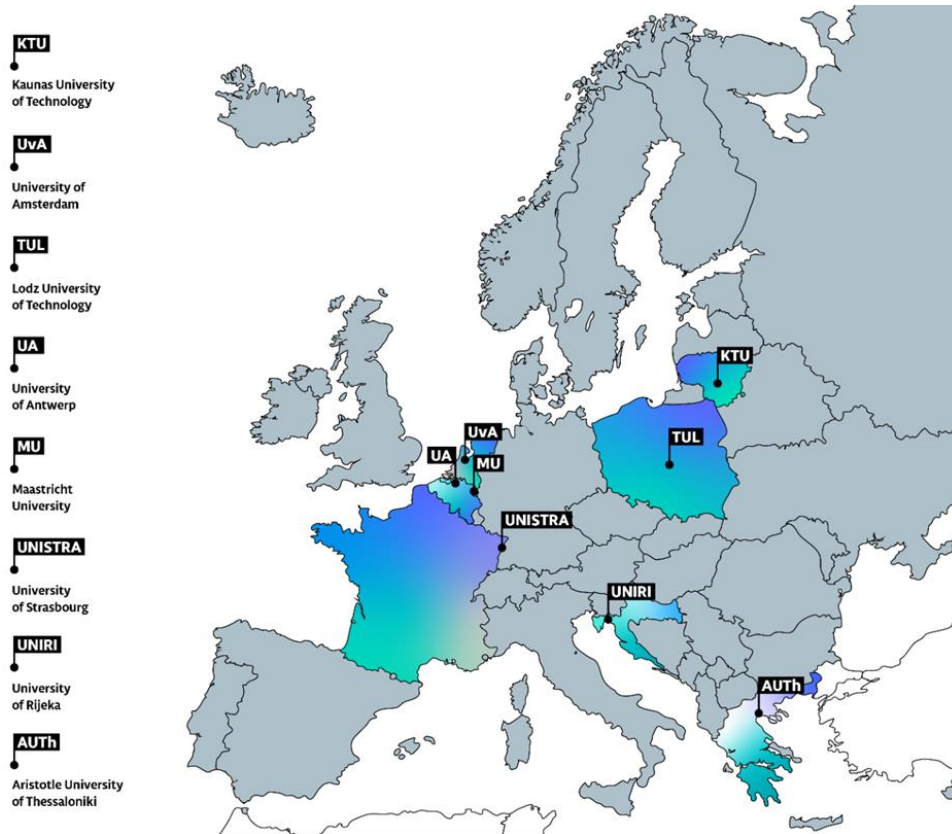 KTU
Kaunas University
of Technology
UvA
University of
Amsterdam
TUL
Lodz University
of Technology
UA
University
of Antwerp
MU
Maastricht
University
UNISTRA
University
of Strasbourg
UNIRI
University
of Rijeka
AUTh
Aristotle University
of Thessaloniki
KTU
UvA
TUL
UA
MU
UNISTRA
UNIRI
AUTh